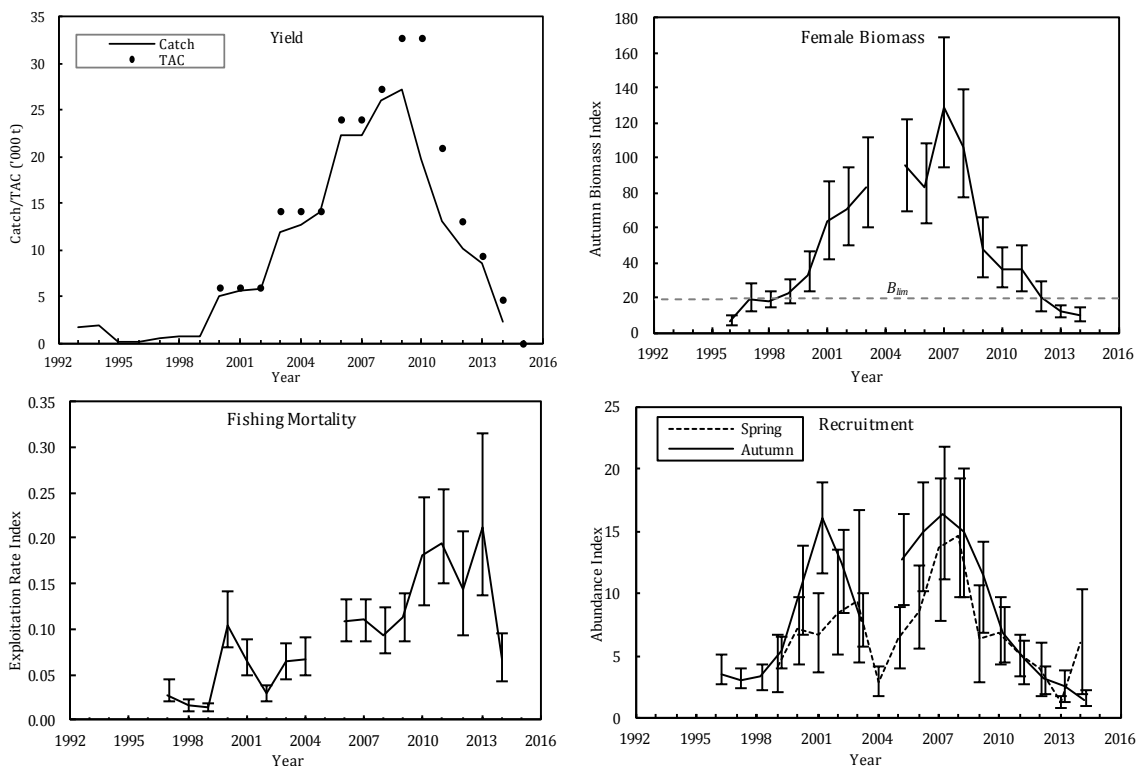 Yield
Catch
TAC
35
30
25
20
15
10
5
0
Catch/TAC ('000 t)
1992 1995 1998 2001 2004 2007 2010 2013 2016
Year
Female Biomass
180
160
140
120
100
80
60
40
20
0
Autumn Biomass Index
Blim
1992 1995 1998 2001 2004 2007 2010 2013 2016
Year
Fishing Mortality
0.35
0.30
0.25
0.20
0.15
0.10
0.05
0.00
Exploitation Rate Index
1992 1995 1998 2001 2004 2007 2010 2013 2016
Year
Recruitment
Spring
Autumn
25
20
15
10
5
0
Abundance Index
1992 1995 1998 2001 2004 2007 2010 2013 2016
Year